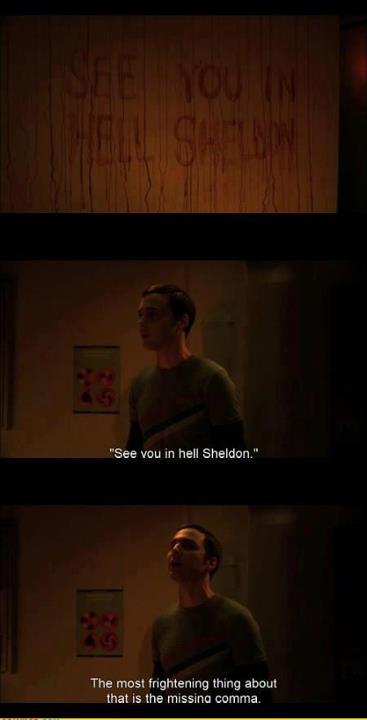 SEE YOU IN
HELL SHELDON
"See you in hell Sheldon."
The most frightening thing about
that is the missing comma.